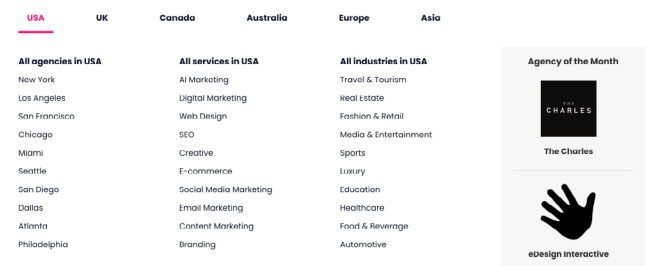 USA UK Canada Australia Europe Asia
All agencies in USA
New York
Los Angeles
San Francisco
Chicago
Miami
Seattle
San Diego
Dallas
Atlanta
Philadelphia
All services in USA
AI Marketing
Digital Marketing
Web Design
SEO
Creative
E-commerce
Social Media Marketing
Email Marketing
Content Marketing
Branding
All industries in USA
Travel & Tourism
Real Estate
Fashion & Retail
Media & Entertainment
Sports
Luxury
Education
Healthcare
Food & Beverage
Automotive
Agency of the Month
THE
CHARLES
The Charles
eDesign Interactive